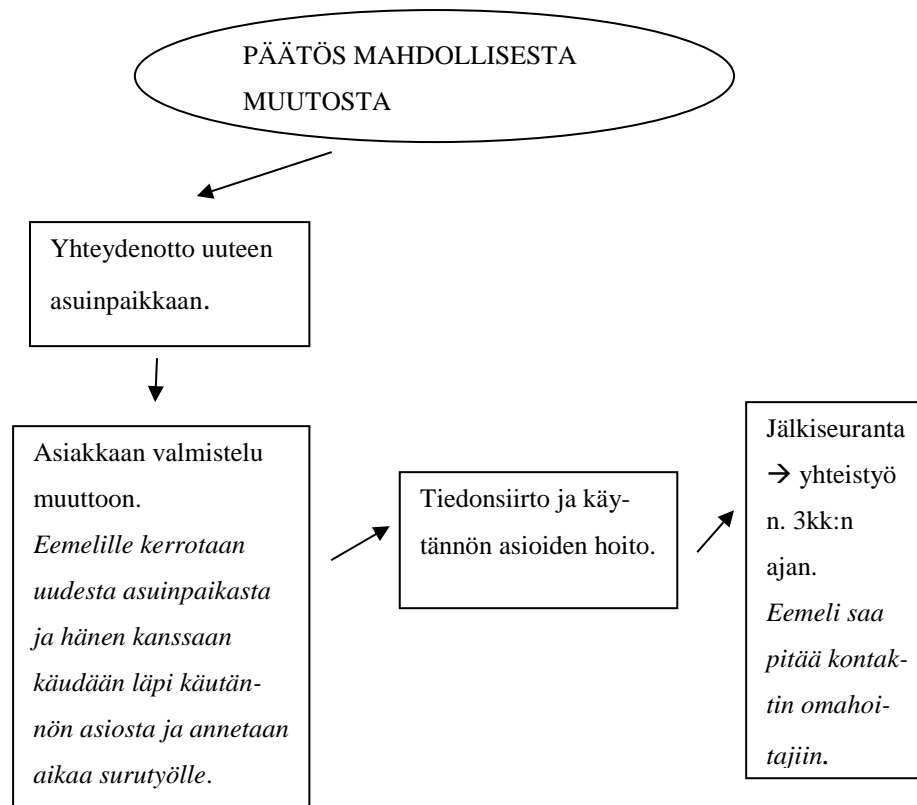 PÄÄTÖS MAHDOLLISESTA
MUUTOSTA
Yhteydenotto uuteen
asuinpaikkaan.
Asiakkaan valmistelu
muuttoon.
Eemelille kerrotaan
uudesta asuinpaikasta
ja hänen kanssaan
käudään läpi käutän-
nön asiosta ja annetaan
aikaa surutyölle.
Tiedonsiirto ja käy-
tännön asioiden hoito.
Jälkiseuranta
→ yhteistyö
n. 3kk:n
ajan.
Eemeli saa
pitää kontak-
tin omahoi-
tajiin.